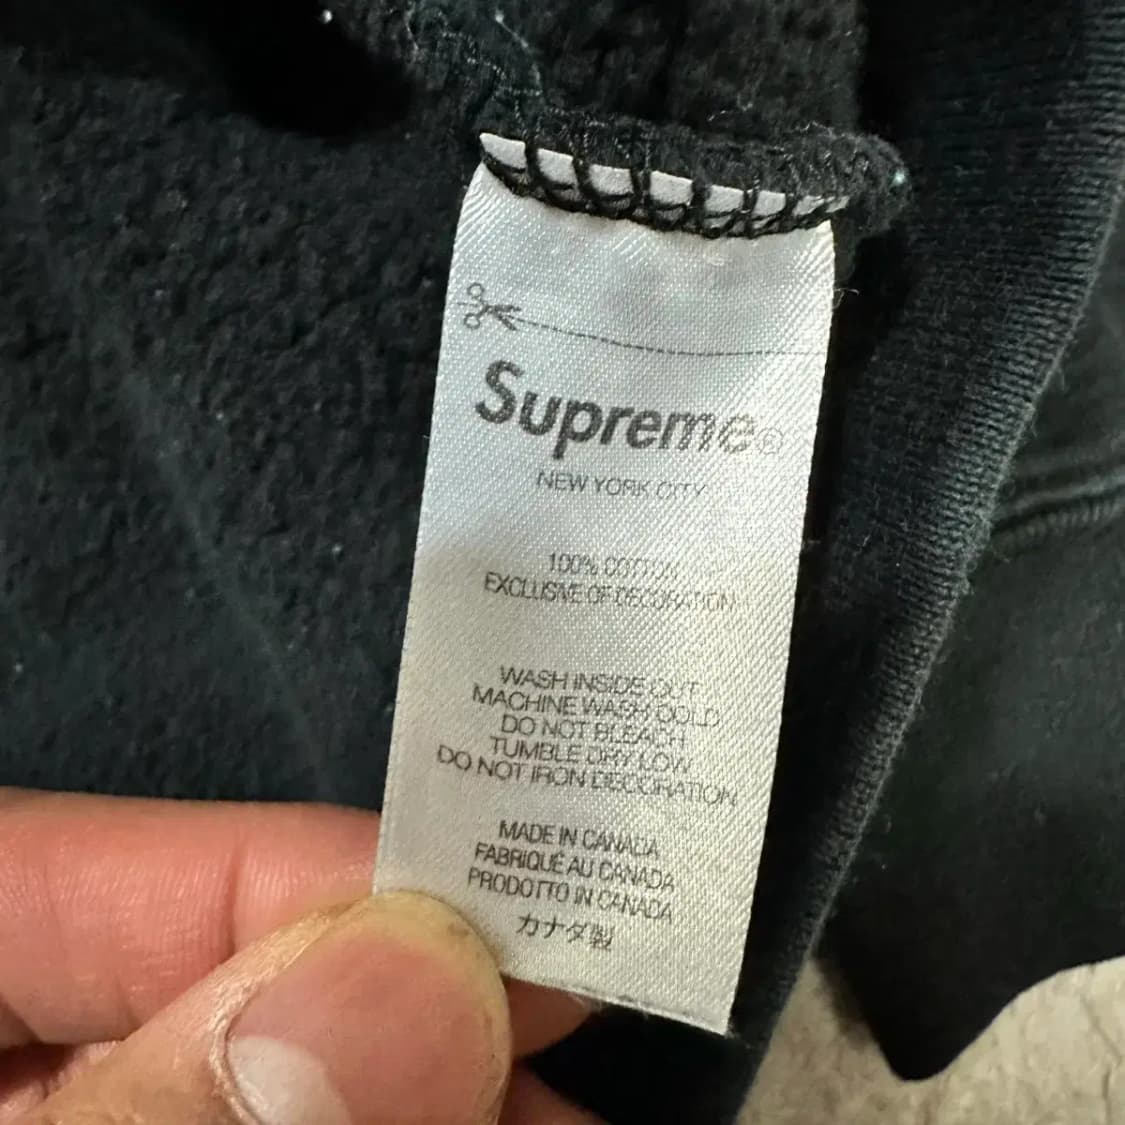 Supreme®
NEW YORK CITY
100% COTTON
EXCLUSIVE OF DECORATION
WASH INSIDE OUT
MACHINE WASH COLD
DO NOT BLEACH
TUMBLE DRY LOW
DO NOT IRON DECORATION
MADE IN CANADA
FABRIQUÉ AU CANADA
PRODOTTO IN CANADA
カナダ製